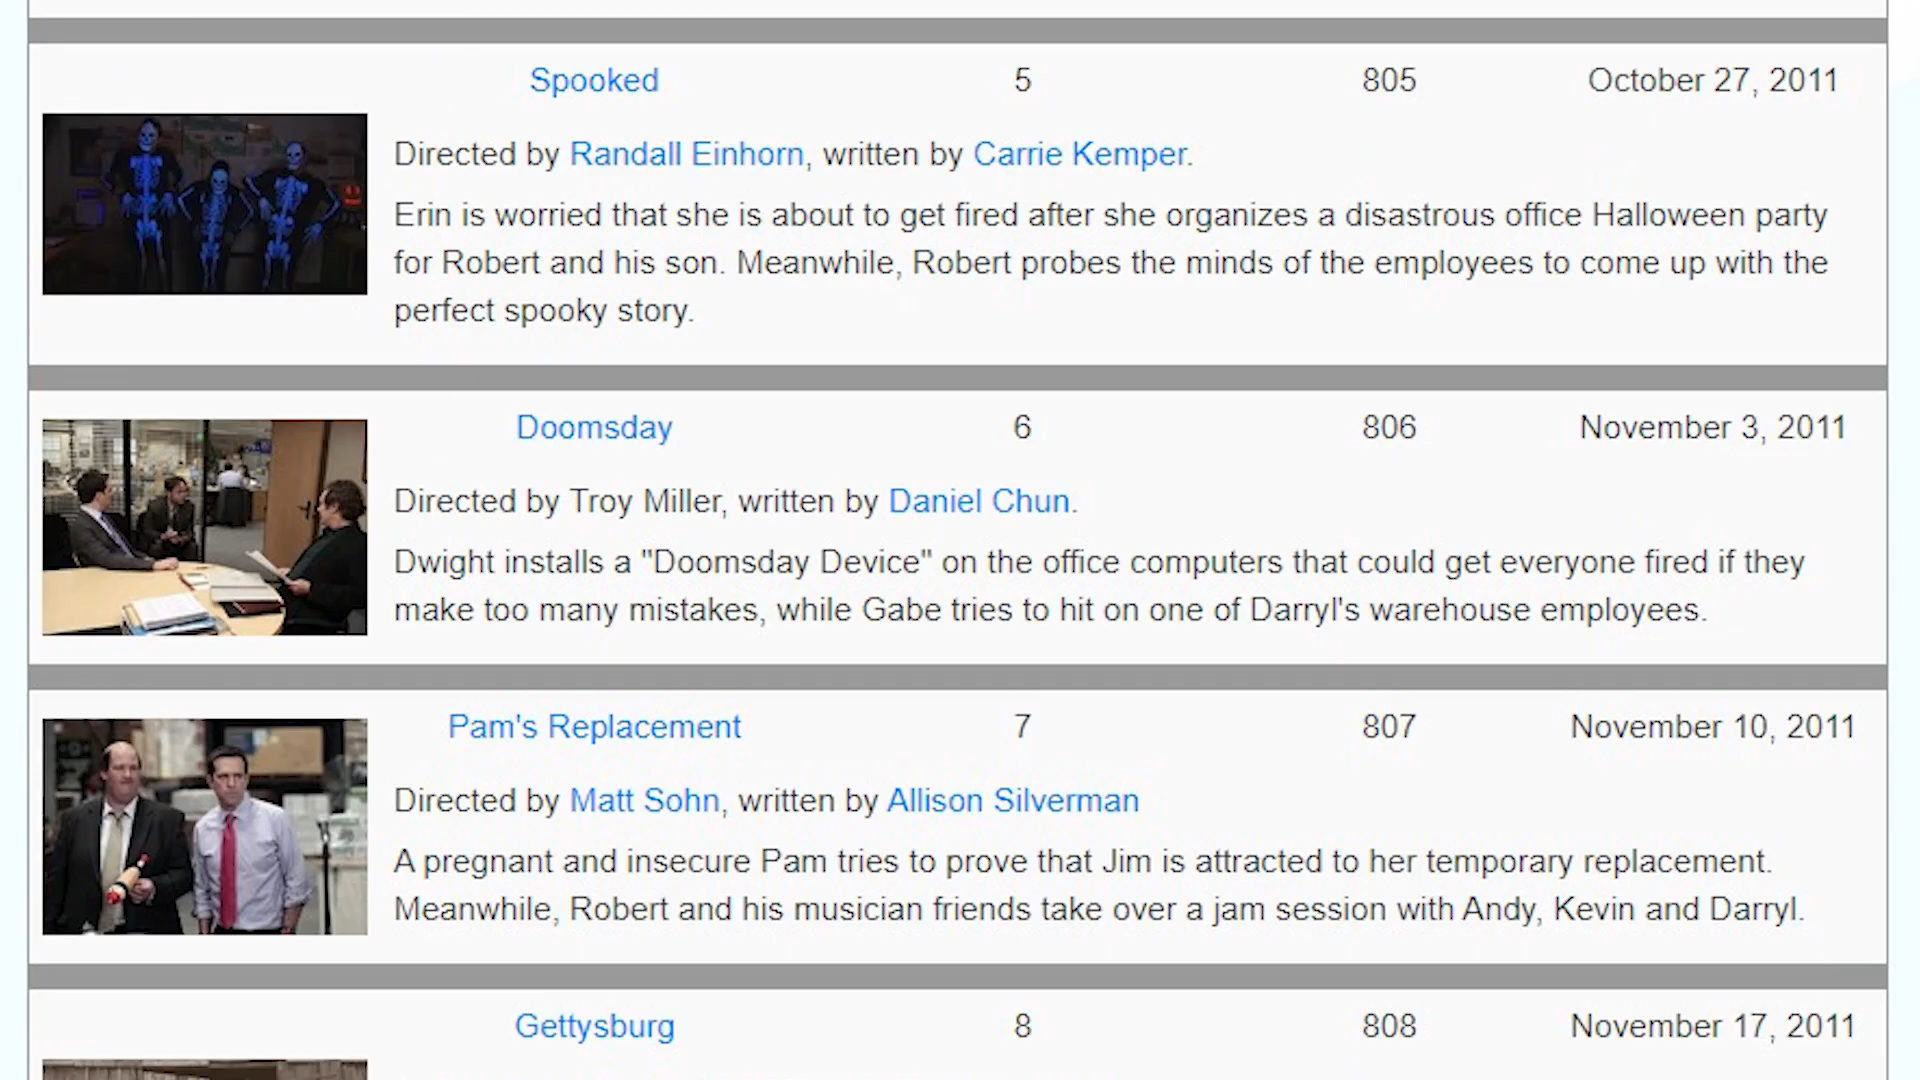 Spooked 5 805 October 27, 2011
Directed by Randall Einhorn, written by Carrie Kemper.
Erin is worried that she is about to get fired after she organizes a disastrous office Halloween party
for Robert and his son. Meanwhile, Robert probes the minds of the employees to come up with the
perfect spooky story.
Doomsday 6 806 November 3, 2011
Directed by Troy Miller, written by Daniel Chun.
Dwight installs a "Doomsday Device" on the office computers that could get everyone fired if they
make too many mistakes, while Gabe tries to hit on one of Darryl's warehouse employees.
Pam's Replacement 7 807 November 10, 2011
Directed by Matt Sohn, written by Allison Silverman
A pregnant and insecure Pam tries to prove that Jim is attracted to her temporary replacement.
Meanwhile, Robert and his musician friends take over a jam session with Andy, Kevin and Darryl.
Gettysburg 8 808 November 17, 2011